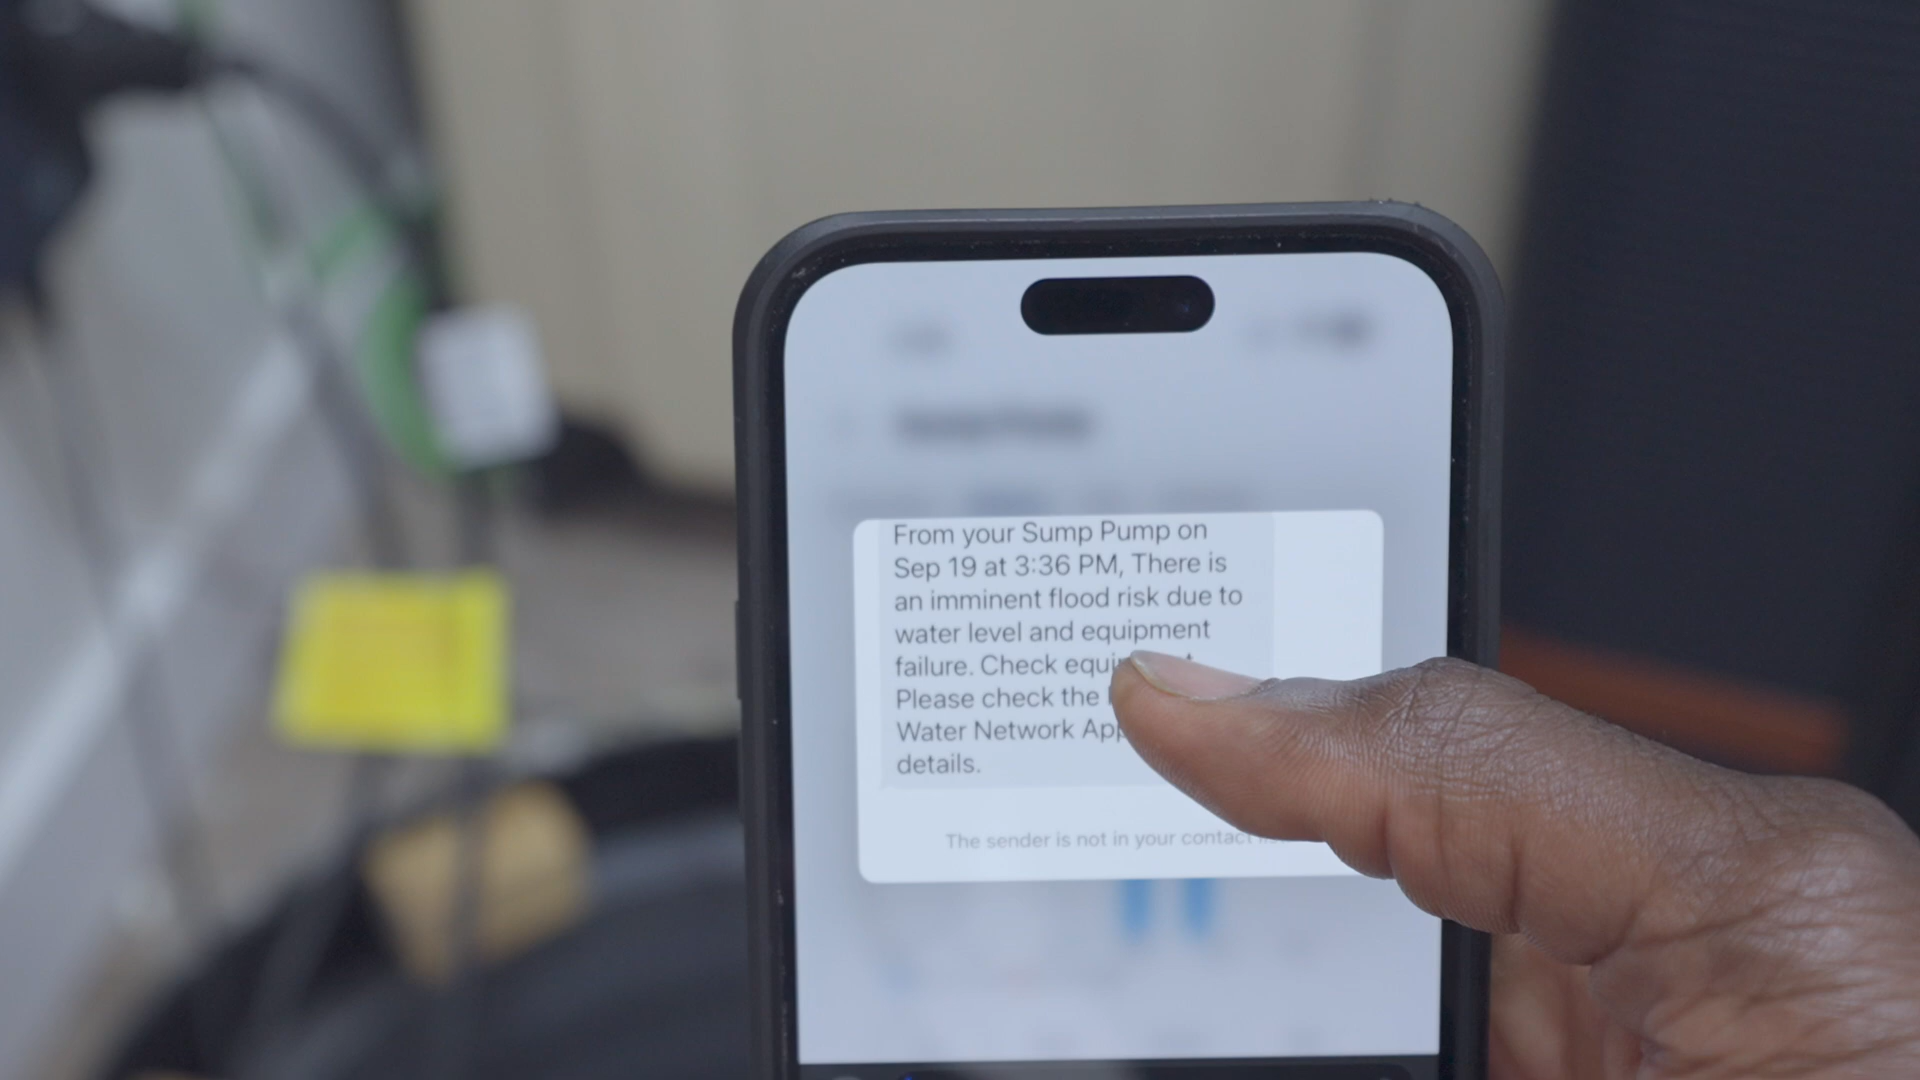 From your Sump Pump on
Sep 19 at 3:36 PM, There is
an imminent flood risk due to
water level and equipment
failure. Check
Please check the
Water Network App
details.
The sender is not in your contact